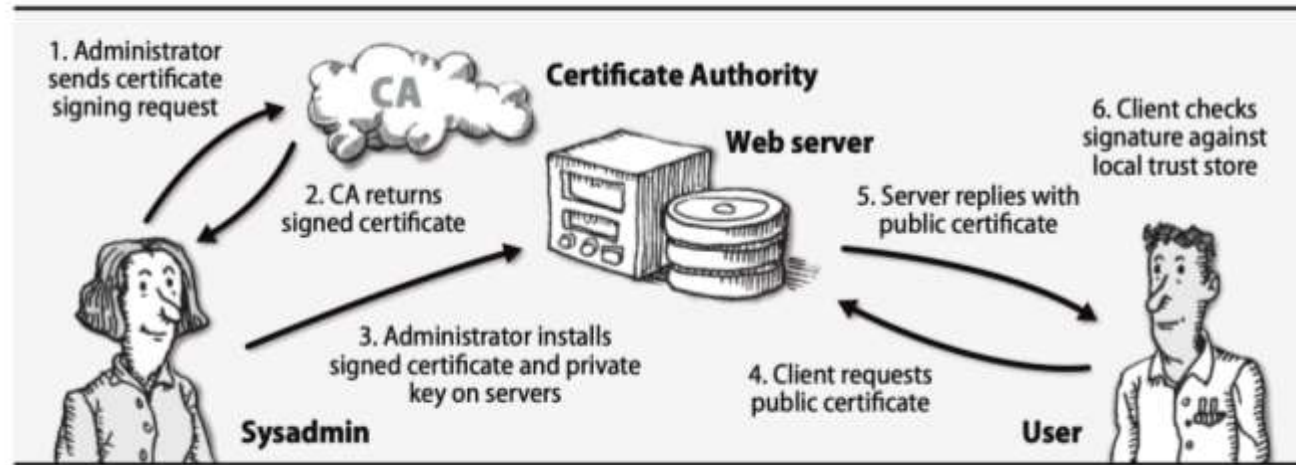 1. Administrator
sends certificate
signing request
CA
Certificate Authority
2. CA returns
signed certificate
Web server
3. Administrator installs
signed certificate and private
key on servers
Sysadmin
4. Client requests
public certificate
5. Server replies with
public certificate
6. Client checks
signature against
local trust store
User